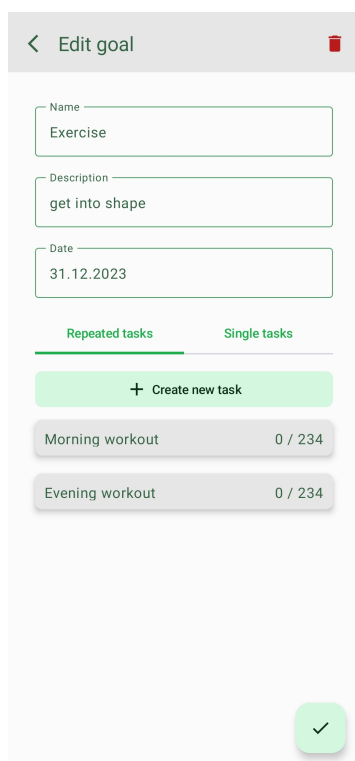 Edit goal
Name
Exercise
Description
get into shape
Date
31.12.2023
Repeated tasks Single tasks
Create new task
Morning workout 0 / 234
Evening workout 0 / 234